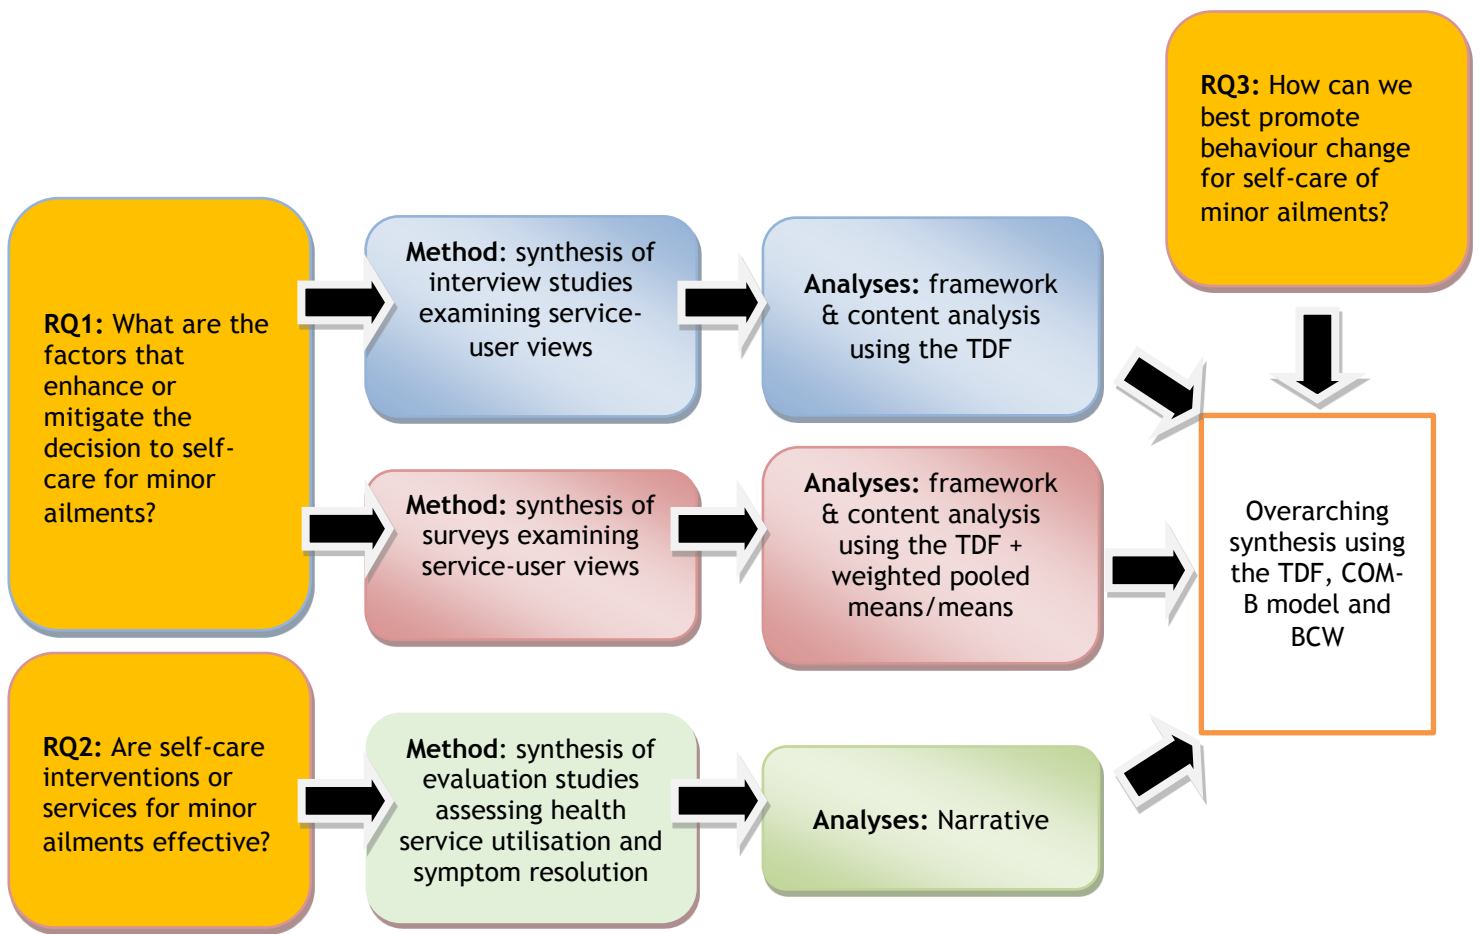 RQ3: How can we
best promote
behaviour change
for self-care of
minor ailments?
RQ1: What are the
factors that
enhance or
mitigate the
decision to self-
care for minor
ailments?
Method: synthesis of
interview studies
examining service-
user views
Analyses: framework
& content analysis
using the TDF
Method: synthesis of
surveys examining
service-user views
Analyses: framework
& content analysis
using the TDF +
weighted pooled
means/means
Overarching
synthesis using
the TDF, COM-
B model and
BCW
RQ2: Are self-care
interventions or
services for minor
ailments effective?
Method: synthesis of
evaluation studies
assessing health
service utilisation and
symptom resolution
Analyses: Narrative